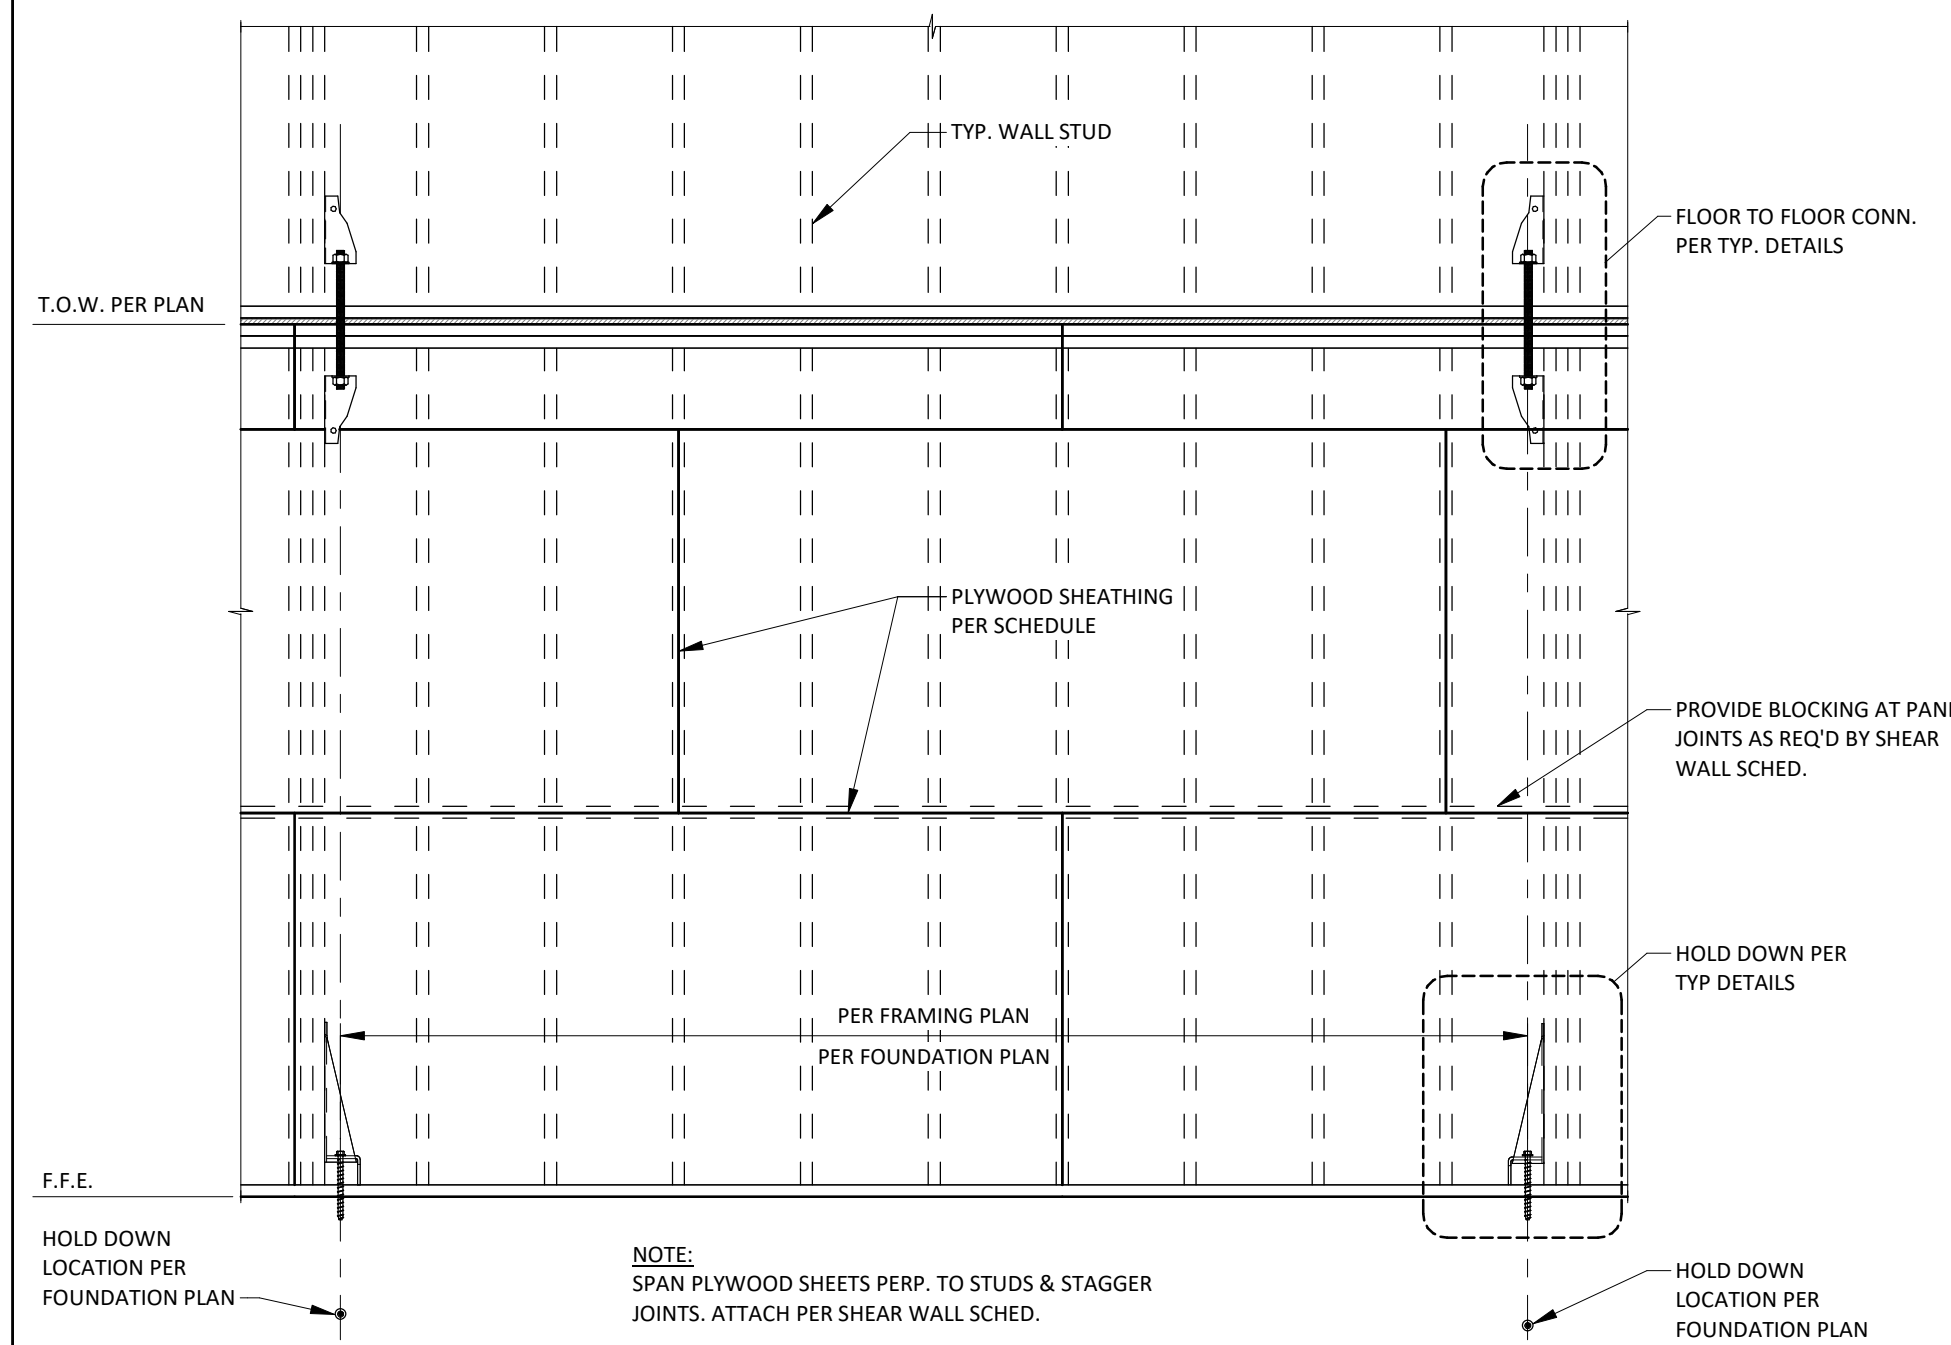 TYP. WALL STUD
FLOOR TO FLOOR CONN.
PER TYP. DETAILS
T.O.W. PER PLAN
PLYWOOD SHEATHING
PER SCHEDULE
PROVIDE BLOCKING AT
JOINTS AS REQ'D BY SHEAR
WALL SCHED.
HOLD DOWN PER
TYP DETAILS
PER FRAMING PLAN
PER FOUNDATION PLAN
F.F.E.
HOLD DOWN
LOCATION PER
FOUNDATION PLAN
NOTE:
SPAN PLYWOOD SHEETS PERP. TO STUDS & STAGGER
JOINTS. ATTACH PER SHEAR WALL SCHED.
HOLD DOWN
LOCATION PER
FOUNDATION PLAN